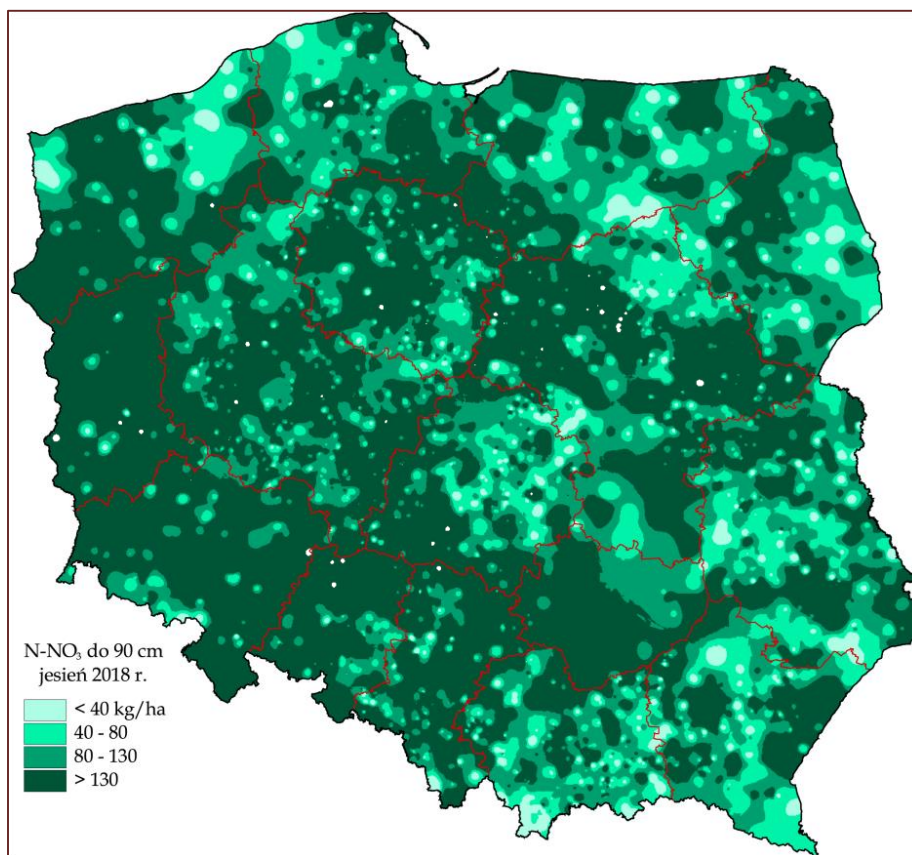 N-NO₃ do 90 cm
jesień 2018 r.
< 40 kg/ha
40 - 80
80 - 130
> 130